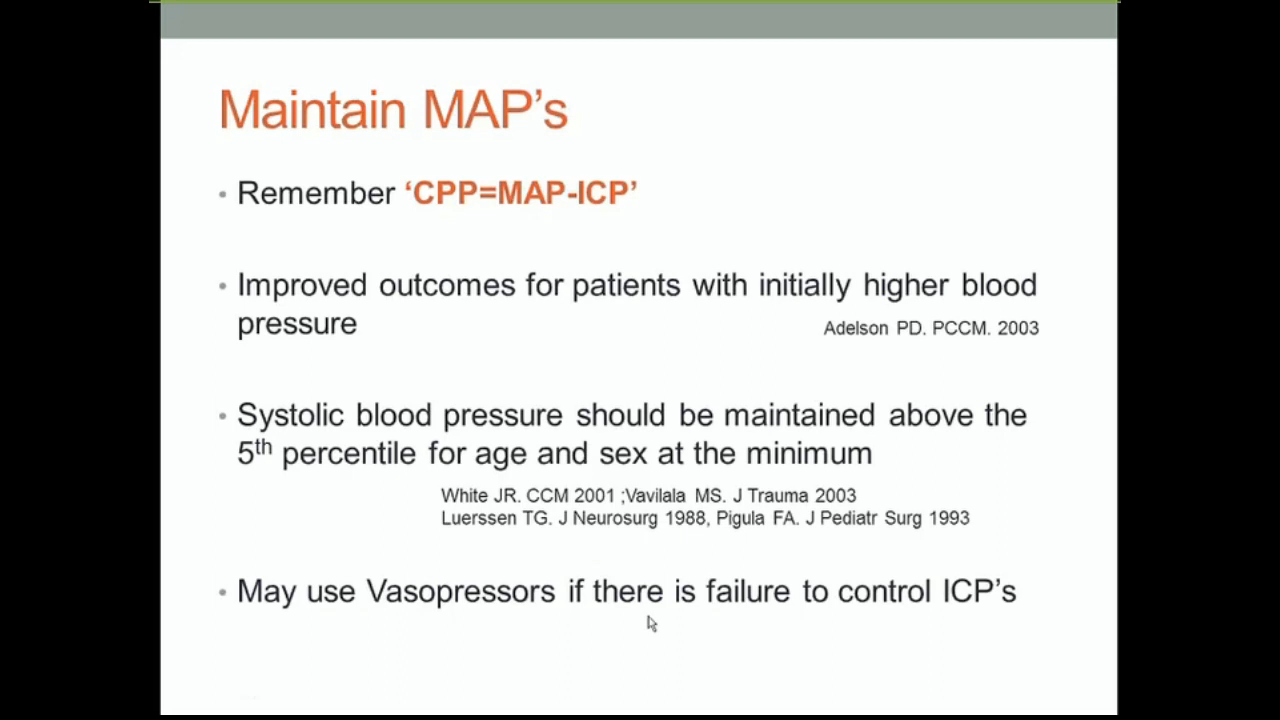 Maintain MAP’s
• Remember ‘CPP=MAP-ICP’
• Improved outcomes for patients with initially higher blood
pressure
Adelson PD. PCCM. 2003
• Systolic blood pressure should be maintained above the
5th percentile for age and sex at the minimum
White JR. CCM 2001 ;Vavilala MS. J Trauma 2003
Luerssen TG. J Neurosurg 1988, Pigula FA. J Pediatr Surg 1993
• May use Vasopressors if there is failure to control ICP’s